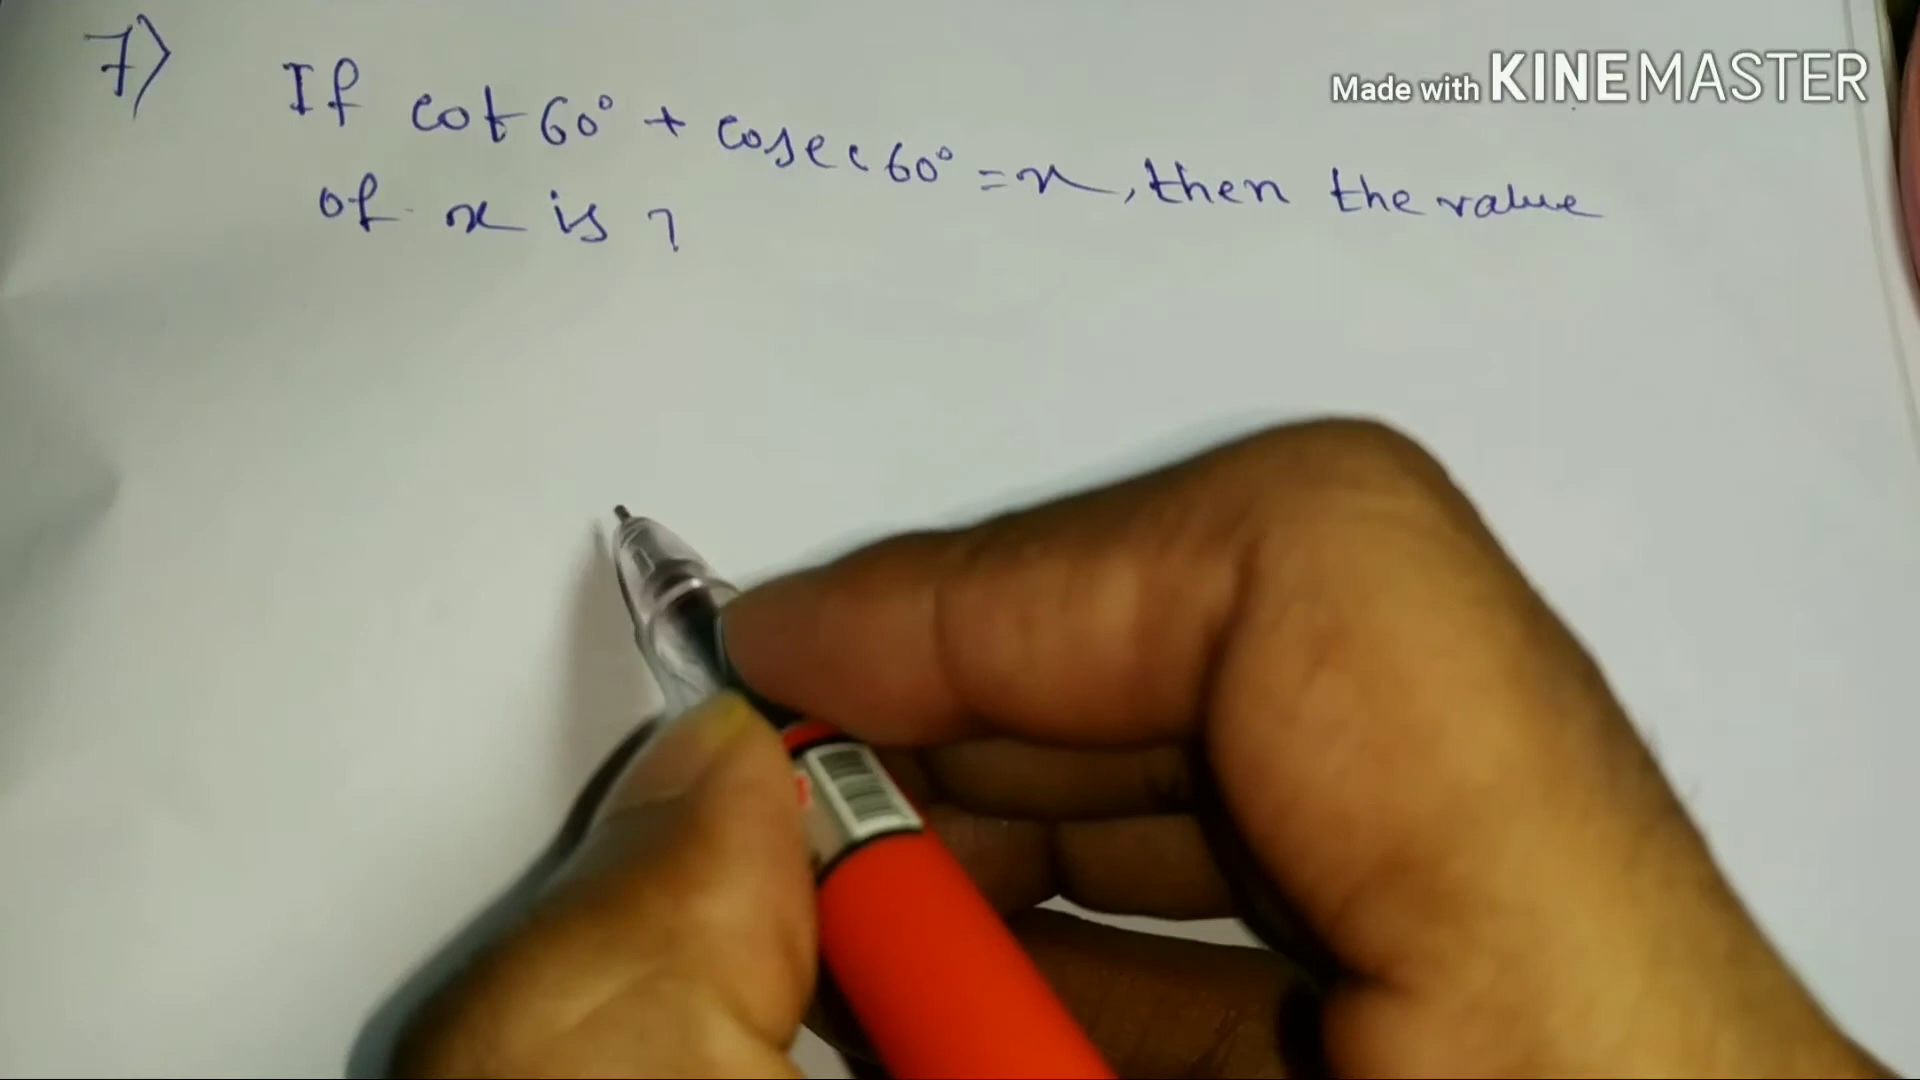 7)
Made with KINEMASTER
If cot 60° + cosec 60° = x, then the value
of x is ?